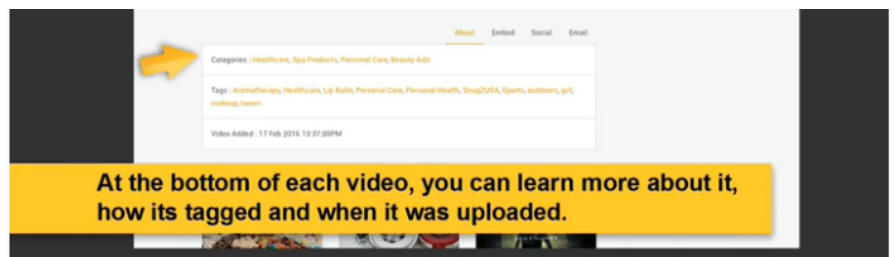 About Embed Social Email
Categories : Healthcare, Spa Products, Personal Care, Beauty Aids
Tags : Aromatherapy, Healthcare, Lip Balm, Personal Care, Personal Health, SnugZUSA, Sports, outdoors, girl,
makeup, tween
Video Added : 17 Feb 2016 13:37:00PM
At the bottom of each video, you can learn more about it,
how its tagged and when it was uploaded.